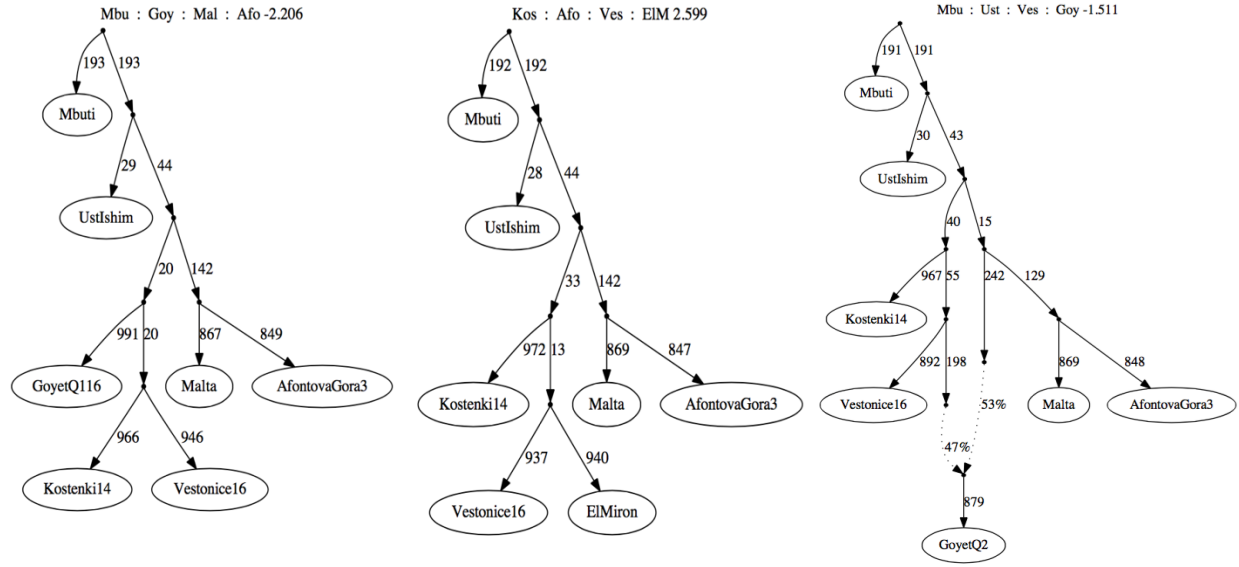 Mbu : Goy : Mal : Afo -2.206
193 193
Mbuti
29 44
UstIshim
20 142
991 20 867 849
GoyetQ116 Malta AfontovaGora3
966 946
Kostenki14 Vestonice16
Kos : Afo : Ves : ElM 2.599
192 192
Mbuti
28 44
UstIshim
33 142
972 13 869 847
Kostenki14 Malta AfontovaGora3
937 940
Vestonice16 ElMiron
Mbu : Ust : Ves : Goy -1.511
191 191
Mbuti
30 43
UstIshim
40 15
967 55 242 129
Kostenki14
892 198 869 848
Vestonice16 53% Malta AfontovaGora3
47%
879
GoyetQ2